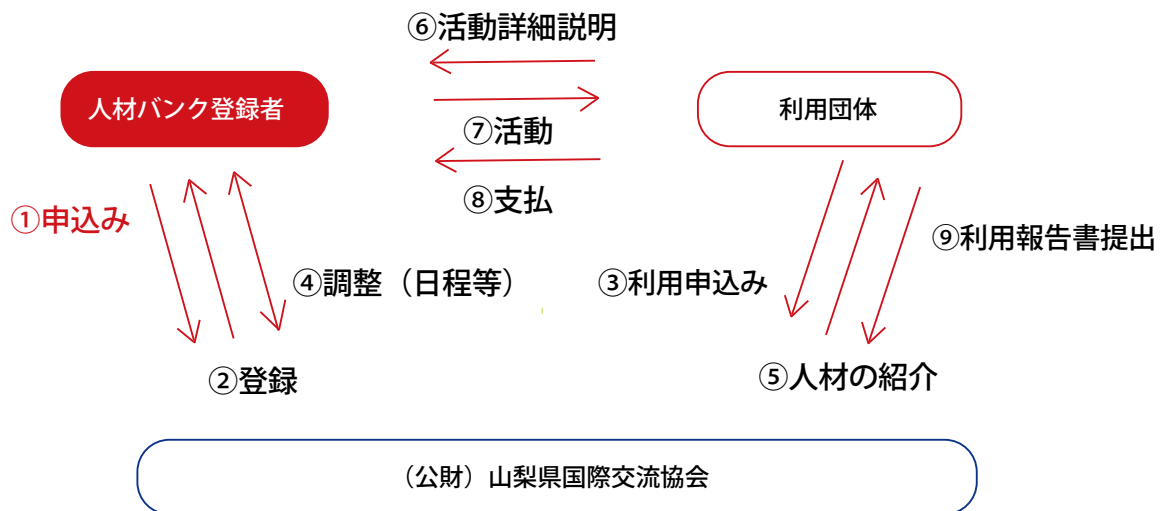 ⑥活動詳細説明
人材バンク登録者
利用団体
⑦活動
⑧支払
①申込み
⑨利用報告書提出
④調整（日程等）
③利用申込み
②登録
⑤人材の紹介
（公財）山梨県国際交流協会